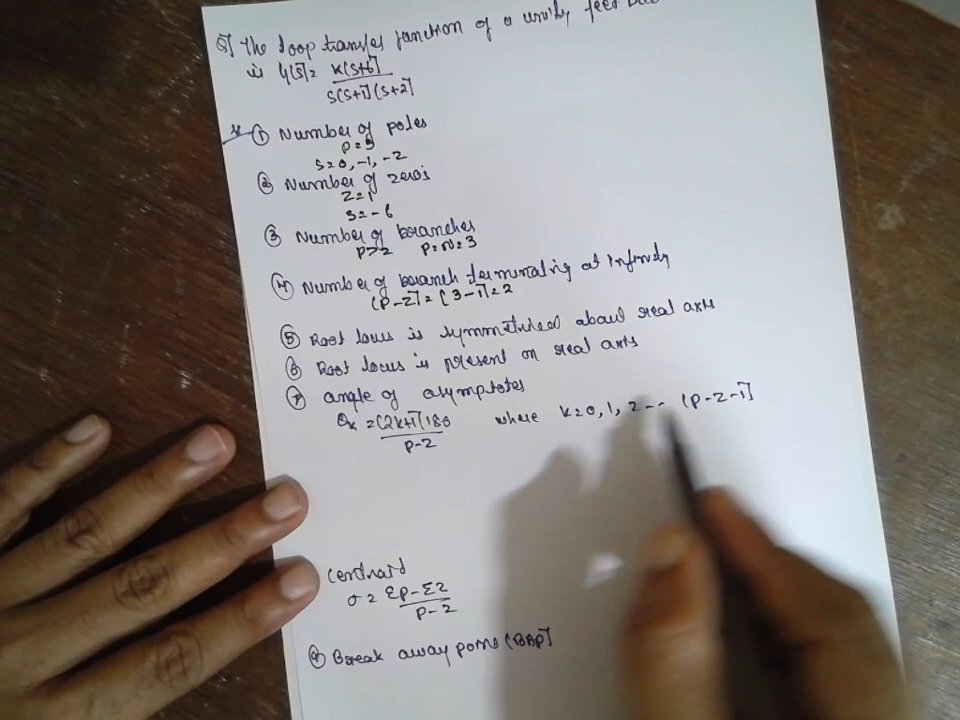 Q] The loop transfer function of a unity feed
is G(s) = K(s+6]
s(s+1](s+2]
* ① Number of poles
P = 3
s = 0, -1, -2
② Number of zero's
Z = 1
s = -6
③ Number of branches
P>Z P = N = 3
④ Number of branch terminating at infinity
(P-Z] = [3-1] = 2
⑤ Root locus is symmetrical about real axis
⑥ Root locus is present on real axis
⑦ angle of asymptotes
θk = (2k+1]180 where k = 0, 1, 2 -- (P-Z-1]
P-Z
Centroid
σ = ΣP - ΣZ
P-Z
Break away point (BAP]